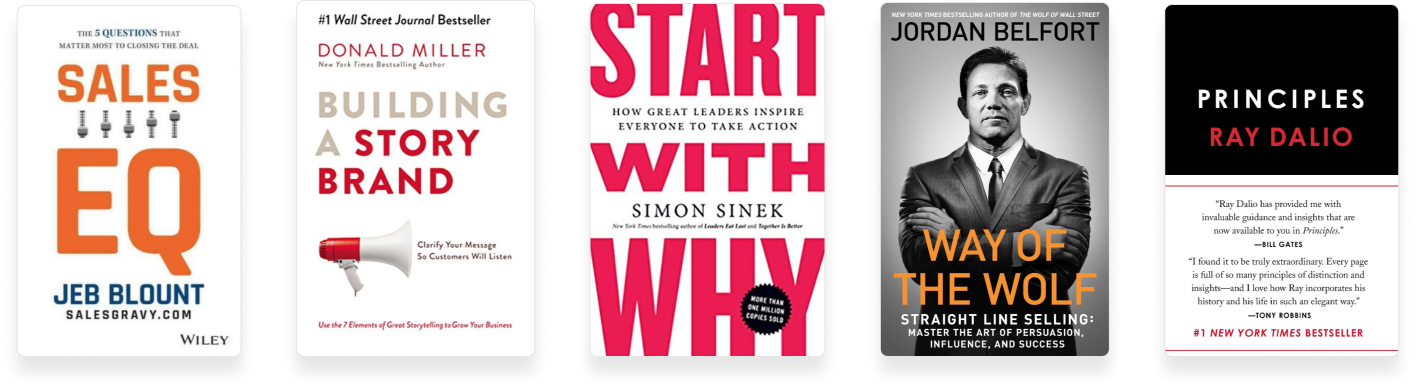 THE 5 QUESTIONS THAT
MATTER MOST TO CLOSING THE DEAL
SALES
EQ
JEB BLOUNT
SALESGRAVY.COM
WILEY
#1 Wall Street Journal Bestseller
DONALD MILLER
New York Times Bestselling Author
BUILDING
A STORY
BRAND
Clarify Your Message
So Customers Will Listen
Use the 7 Elements of Great Storytelling to Grow Your Business
START
HOW GREAT LEADERS INSPIRE
EVERYONE TO TAKE ACTION
WITH
SIMON SINEK
New York Times bestselling author of Leaders Eat Last and Together Is Better
WHY
MORE THAN
ONE MILLION
COPIES SOLD
NEW YORK TIMES BESTSELLING AUTHOR OF THE WOLF OF WALL STREET
JORDAN BELFORT
WAY OF
THE WOLF
STRAIGHT LINE SELLING:
MASTER THE ART OF PERSUASION,
INFLUENCE, AND SUCCESS
PRINCIPLES
RAY DALIO
“Ray Dalio has provided me with
invaluable guidance and insights that are
now available to you in Principles.”
—BILL GATES
“I found it to be truly extraordinary. Every page
is full of so many principles of distinction and
insights—and I love how Ray incorporates his
history and his life in such an elegant way.”
—TONY ROBBINS
#1 NEW YORK TIMES BESTSELLER